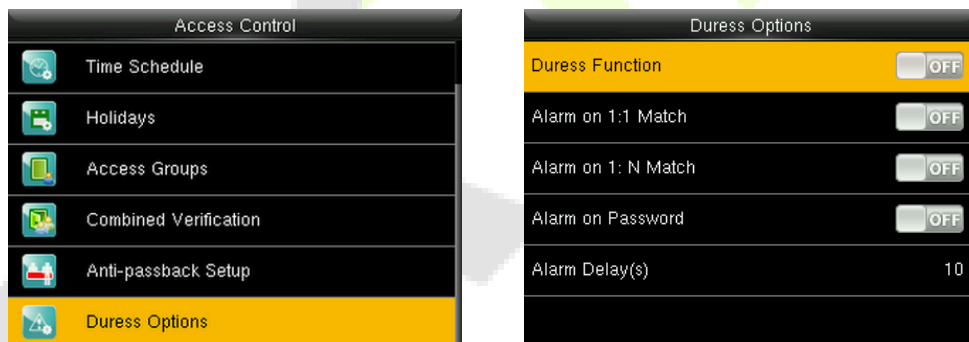 Access Control
Time Schedule
Holidays
Access Groups
Combined Verification
Anti-passback Setup
Duress Options
Duress Options
Duress Function OFF
Alarm on 1:1 Match OFF
Alarm on 1: N Match OFF
Alarm on Password OFF
Alarm Delay(s) 10